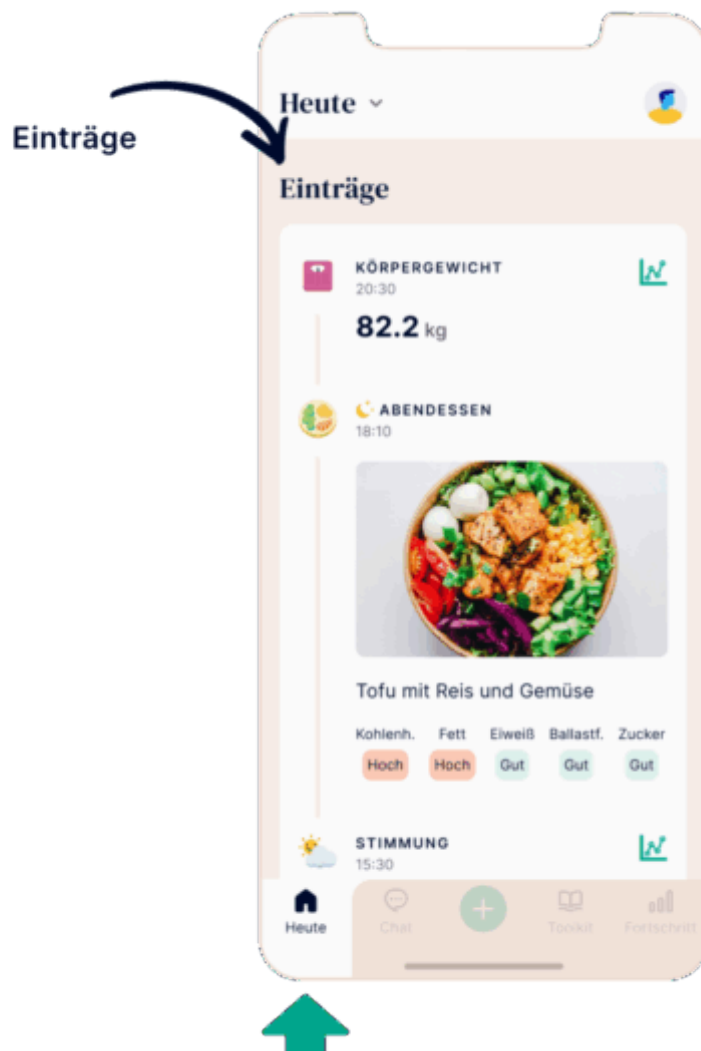 Einträge
Heute
Einträge
KÖRPERGEWICHT
20:30
82.2 kg
ABENDESSEN
18:10
Tofu mit Reis und Gemüse
Kohlenh. Fett Eiweiß Ballastf. Zucker
Hoch Hoch Gut Gut Gut
STIMMUNG
15:30
Heute Chat Toolkit Fortschritt